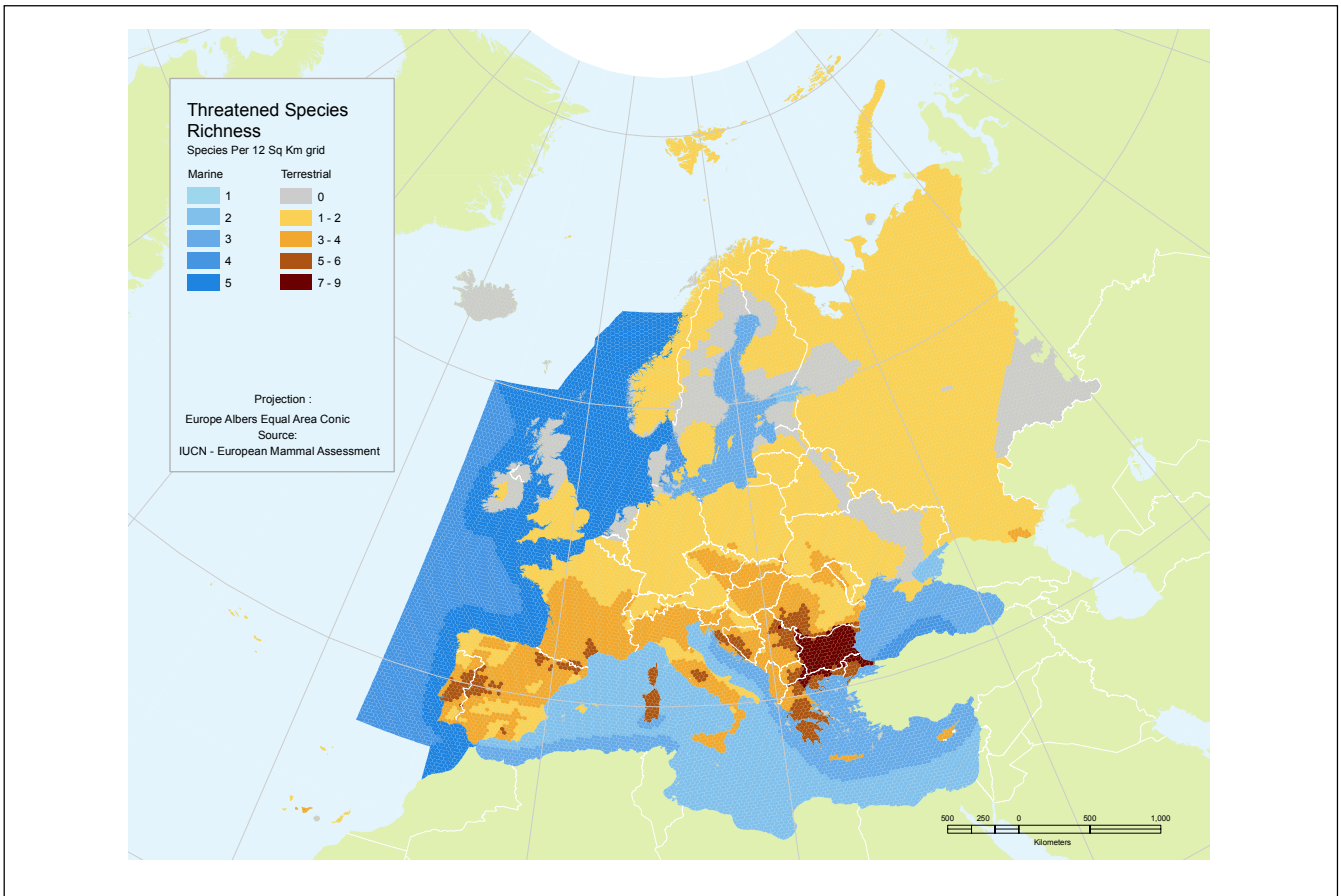 Threatened Species
Richness
Species Per 12 Sq Km grid
Marine Terrestrial
1 0
2 1 - 2
3 3 - 4
4 5 - 6
5 7 - 9
Projection :
Europe Albers Equal Area Conic
Source:
IUCN - European Mammal Assessment
500 250 0 500 1,000
Kilometers